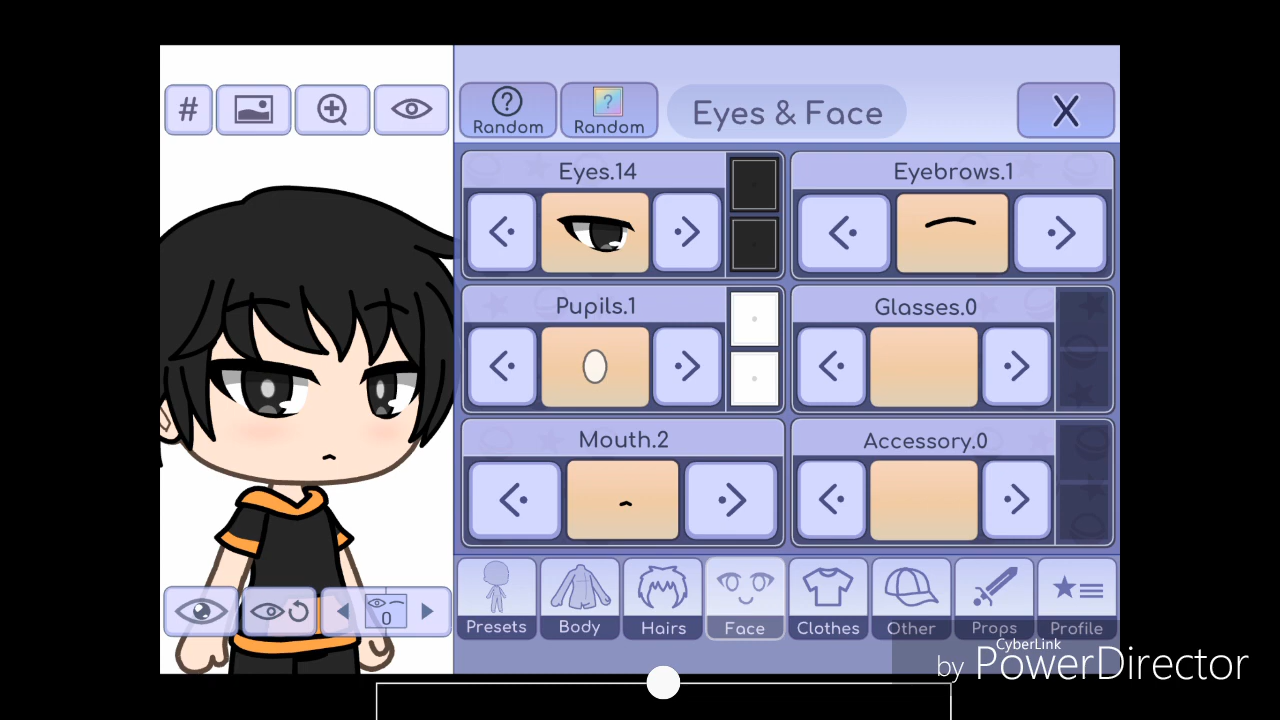 #
Random
Random
Eyes & Face
X
Eyes.14
Eyebrows.1
Pupils.1
Glasses.0
Mouth.2
Accessory.0
0
Presets
Body
Hairs
Face
Clothes
Other
Props
Profile
CyberLink
by PowerDirector